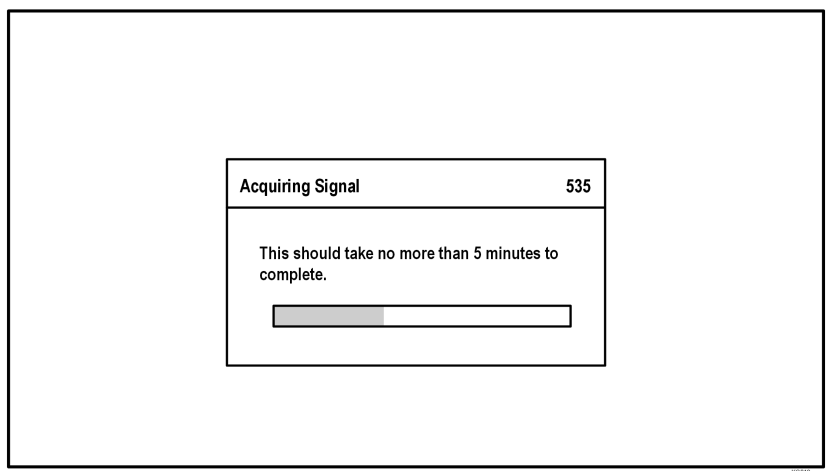 Acquiring Signal 535
This should take no more than 5 minutes to
complete.